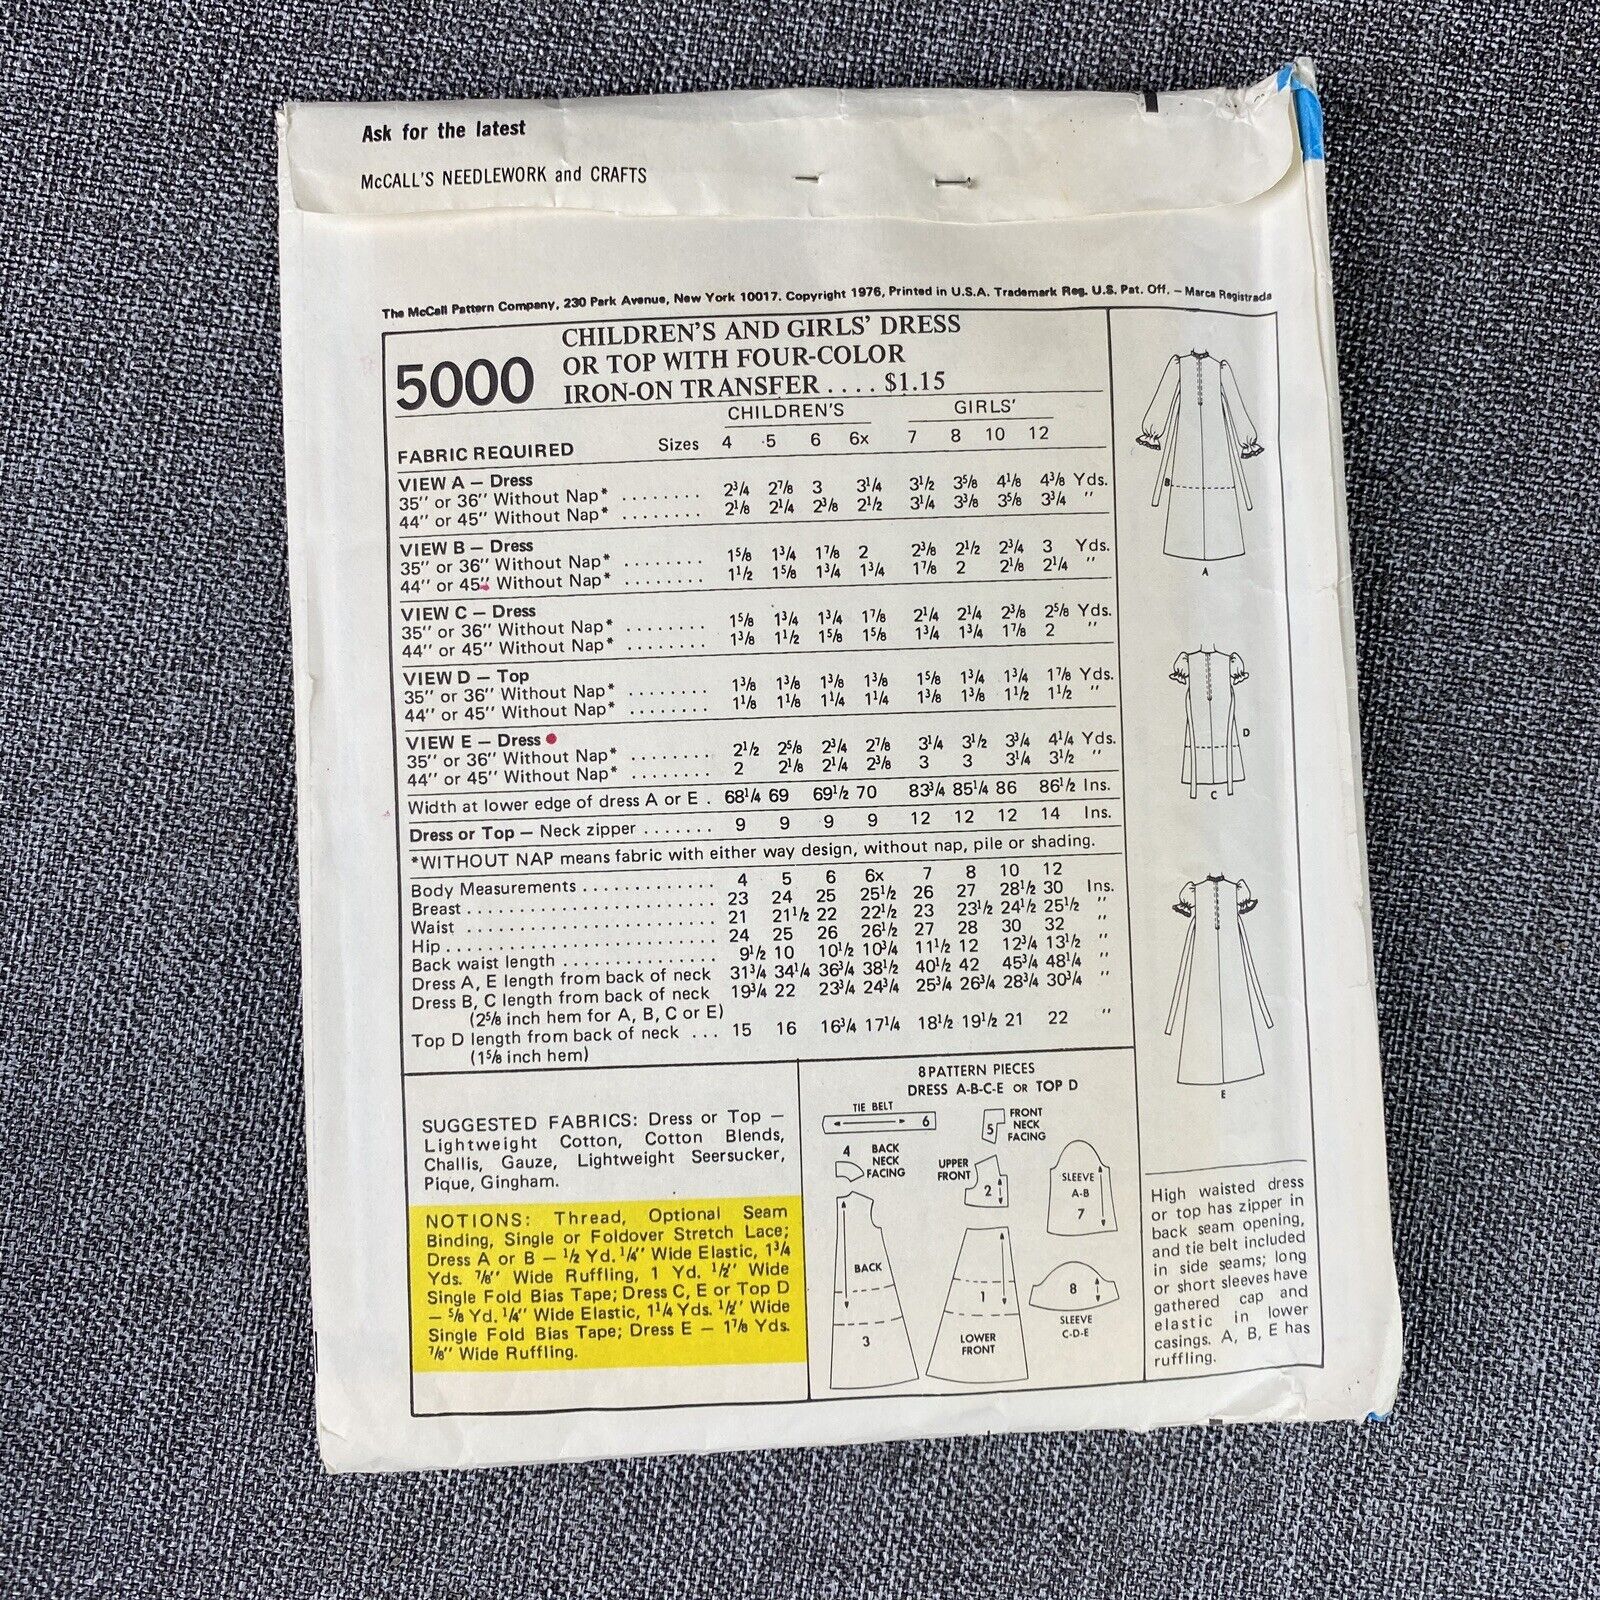 Ask for the latest
McCALL'S NEEDLEWORK and CRAFTS
The McCall Pattern Company, 230 Park Avenue, New York 10017. Copyright 1976, Printed in U.S.A. Trademark Reg. U.S. Pat. Off. – Marca Registrada
5000
CHILDREN'S AND GIRLS' DRESS
OR TOP WITH FOUR-COLOR
IRON-ON TRANSFER .... $1.15
CHILDREN'S GIRLS'
FABRIC REQUIRED Sizes 4 5 6 6x 7 8 10 12
VIEW A – Dress
35" or 36" Without Nap* ........ 2¾ 2⅞ 3 3¼ 3½ 3⅝ 4⅛ 4⅜ Yds.
44" or 45" Without Nap* ........ 2⅛ 2¼ 2⅜ 2½ 3¼ 3⅜ 3⅝ 3¾ "
VIEW B – Dress
35" or 36" Without Nap* ........ 1⅝ 1¾ 1⅞ 2 2⅜ 2½ 2¾ 3 Yds.
44" or 45" Without Nap* ........ 1½ 1⅝ 1¾ 1¾ 1⅞ 2 2⅛ 2¼ "
VIEW C – Dress
35" or 36" Without Nap* ........ 1⅝ 1¾ 1¾ 1⅞ 2¼ 2¼ 2⅜ 2⅝ Yds.
44" or 45" Without Nap* ........ 1⅜ 1½ 1⅝ 1⅝ 1¾ 1¾ 1⅞ 2 "
VIEW D – Top
35" or 36" Without Nap* ........ 1⅜ 1⅜ 1⅜ 1⅜ 1⅝ 1¾ 1¾ 1⅞ Yds.
44" or 45" Without Nap* ........ 1⅛ 1⅛ 1¼ 1¼ 1⅜ 1⅜ 1½ 1½ "
VIEW E – Dress
35" or 36" Without Nap* ........ 2½ 2⅝ 2¾ 2⅞ 3¼ 3½ 3¾ 4¼ Yds.
44" or 45" Without Nap* ........ 2 2⅛ 2¼ 2⅜ 3 3 3¼ 3½ "
Width at lower edge of dress A or E . 68¼ 69 69½ 70 83¾ 85¼ 86 86½ Ins.
Dress or Top – Neck zipper ....... 9 9 9 9 12 12 12 14 Ins.
*WITHOUT NAP means fabric with either way design, without nap, pile or shading.
Body Measurements ............. 4 5 6 6x 7 8 10 12
Breast ........................ 23 24 25 25½ 26 27 28½ 30 Ins.
Waist ........................ 21 21½ 22 22½ 23 23½ 24½ 25½ "
Hip .......................... 24 25 26 26½ 27 28 30 32 "
Back waist length ............... 9½ 10 10½ 10¾ 11½ 12 12¾ 13½ "
Dress A, E length from back of neck 31¾ 34¼ 36¾ 38½ 40½ 42 45¾ 48¼ "
Dress B, C length from back of neck 19¾ 22 23¾ 24¾ 25¾ 26¾ 28¾ 30¾ "
(2⅝ inch hem for A, B, C or E)
Top D length from back of neck ... 15 16 16¾ 17¼ 18½ 19½ 21 22 "
(1⅝ inch hem)
SUGGESTED FABRICS: Dress or Top –
Lightweight Cotton, Cotton Blends,
Challis, Gauze, Lightweight Seersucker,
Pique, Gingham.
NOTIONS: Thread, Optional Seam
Binding, Single or Foldover Stretch Lace;
Dress A or B – ½ Yd. ¼" Wide Elastic, 1¾
Yds. ⅞" Wide Ruffling, 1 Yd. ½" Wide
Single Fold Bias Tape; Dress C, E or Top D
– ⅝ Yd. ¼" Wide Elastic, 1¼ Yds. ½" Wide
Single Fold Bias Tape; Dress E – 1⅞ Yds.
⅞" Wide Ruffling.
8 PATTERN PIECES
DRESS A-B-C-E OR TOP D
TIE BELT
6
5
FRONT
NECK
FACING
4
BACK
NECK
FACING
UPPER
FRONT
2
SLEEVE
A-B
7
BACK
3
1
LOWER
FRONT
8
SLEEVE
C-D-E
B
A
D
C
E
High waisted dress
or top has zipper in
back seam opening,
and tie belt included
in side seams; long
or short sleeves have
gathered cap and
elastic in lower
casings. A, B, E has
ruffling.